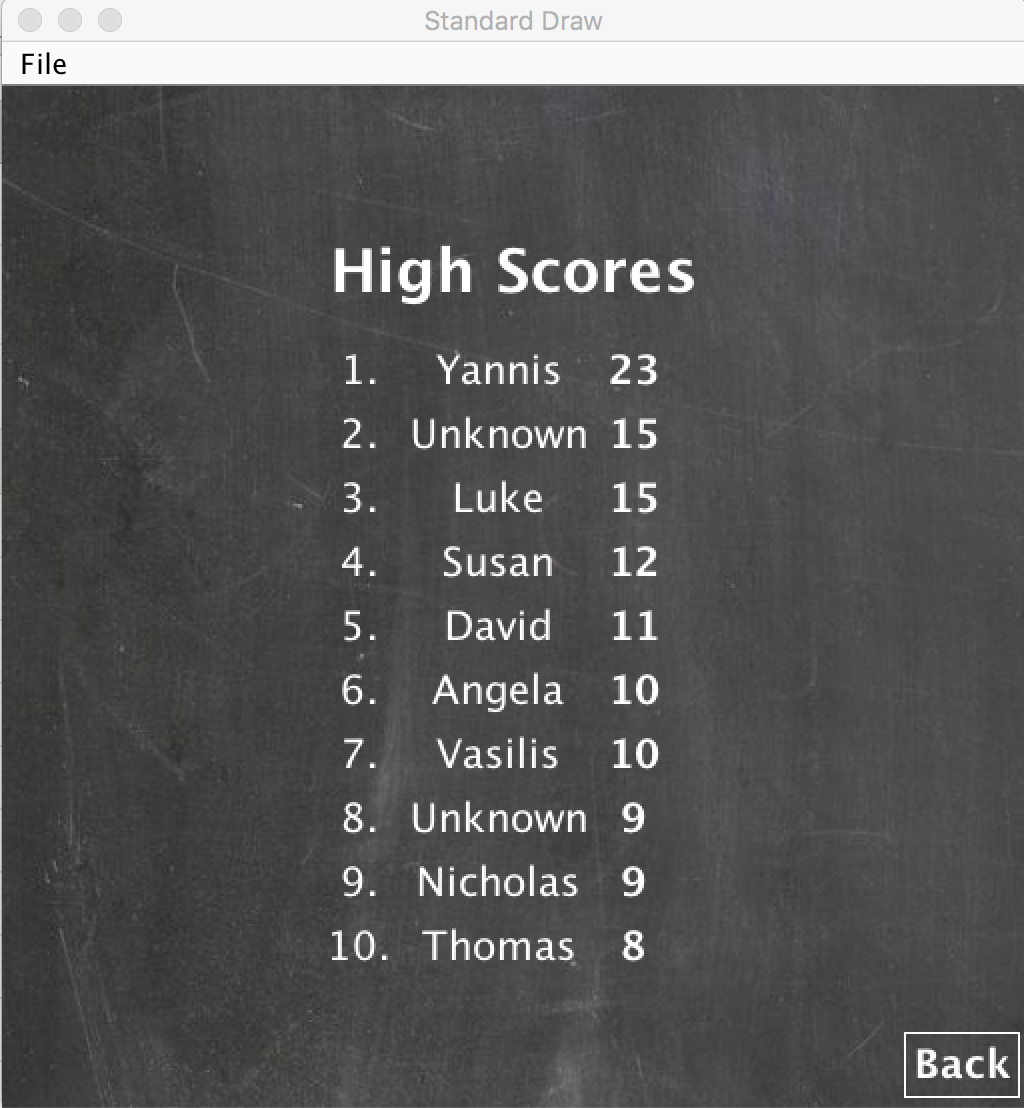 Standard Draw
File
High Scores
1. Yannis 23
2. Unknown 15
3. Luke 15
4. Susan 12
5. David 11
6. Angela 10
7. Vasilis 10
8. Unknown 9
9. Nicholas 9
10. Thomas 8
Back